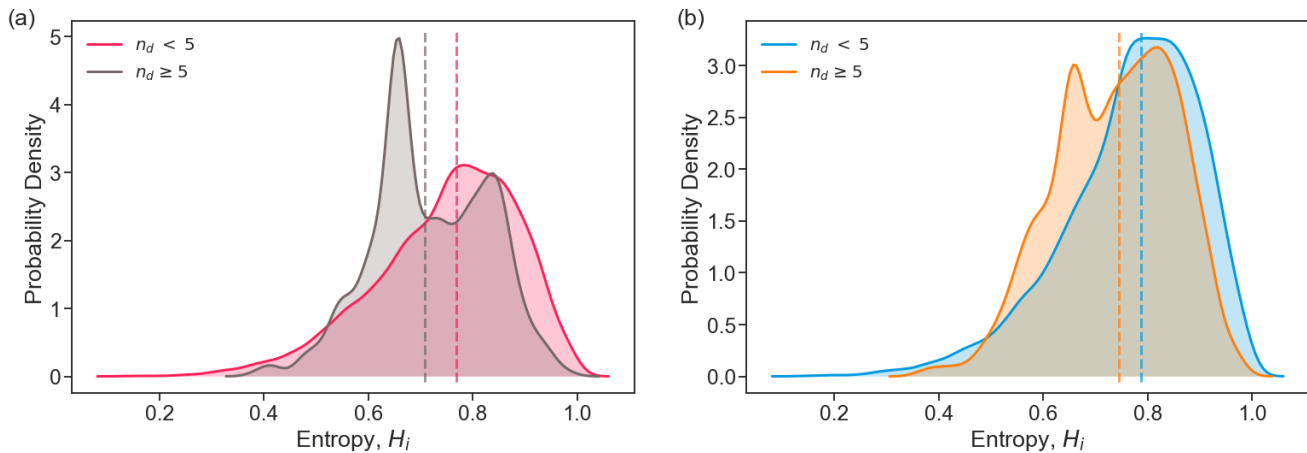 (a)
n_d < 5
n_d ≥ 5
5
4
3
2
1
0
Probability Density
0.2 0.4 0.6 0.8 1.0
Entropy, H_i
(b)
n_d < 5
n_d ≥ 5
3.0
2.5
2.0
1.5
1.0
0.5
0.0
Probability Density
0.2 0.4 0.6 0.8 1.0
Entropy, H_i